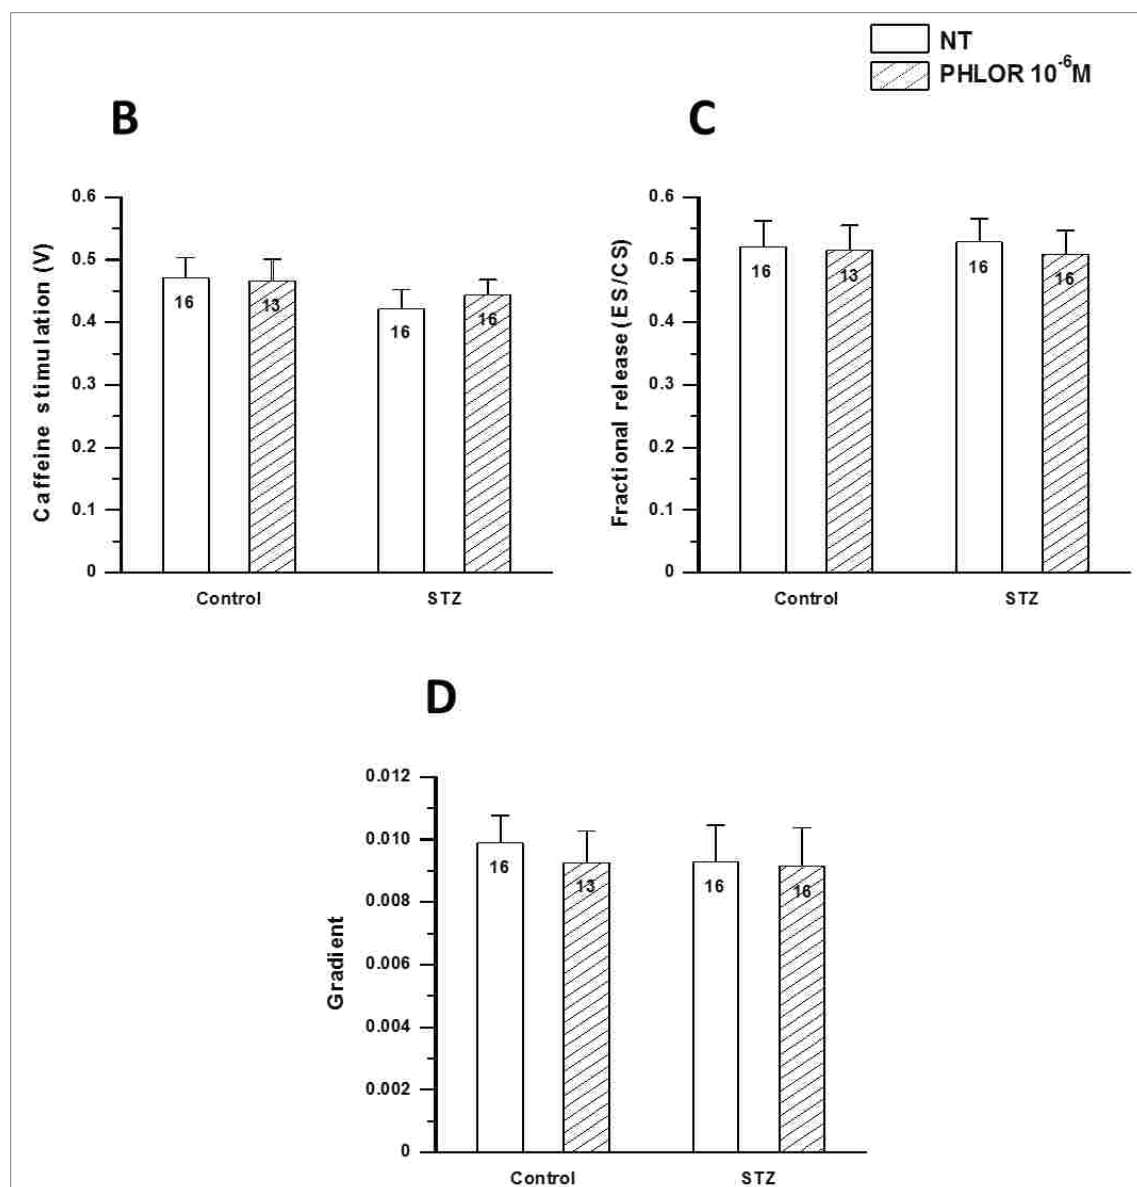 NT
PHLOR 10⁻⁶M
B
Caffeine stimulation (V)
0.6
0.5
0.4
0.3
0.2
0.1
0
16
13
16
16
Control
STZ
C
Fractional release (ES/CS)
0.6
0.5
0.4
0.3
0.2
0.1
0
16
13
16
16
Control
STZ
D
Gradient
0.012
0.010
0.008
0.006
0.004
0.002
0
16
13
16
16
Control
STZ